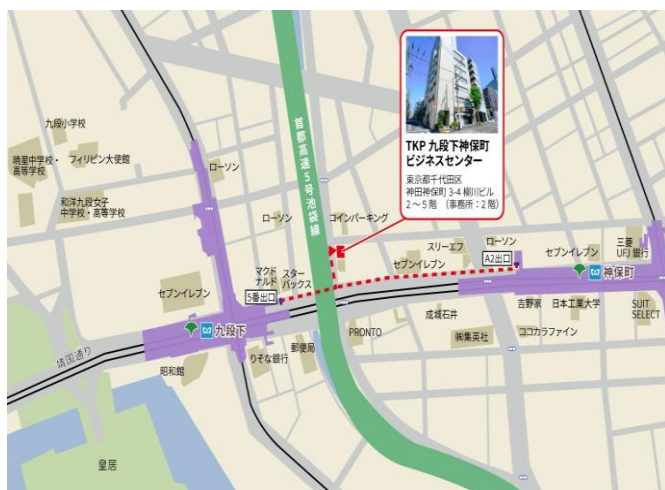 九段小学校
暁星中学校・
高等学校
フィリピン大使館
和洋九段女子
中学校・高等学校
ローソン
首都高速5号池袋線
TKP 九段下神保町
ビジネスセンター
東京都千代田区
神田神保町 3-4 柳川ビル
2～5階 （事務所：2階）
ローソン
コインパーキング
スリーエフ
ローソン
A2出口
セブンイレブン
セブンイレブン
三菱
UFJ 銀行
神保町
マクド
ナルド
スター
バックス
5番出口
セブンイレブン
九段下
靖国通り
昭和館
りそな銀行
郵便局
PRONTO
成城石井
㈱集英社
吉野家
日本工業大学
ココカラファイン
SUIT
SELECT
皇居